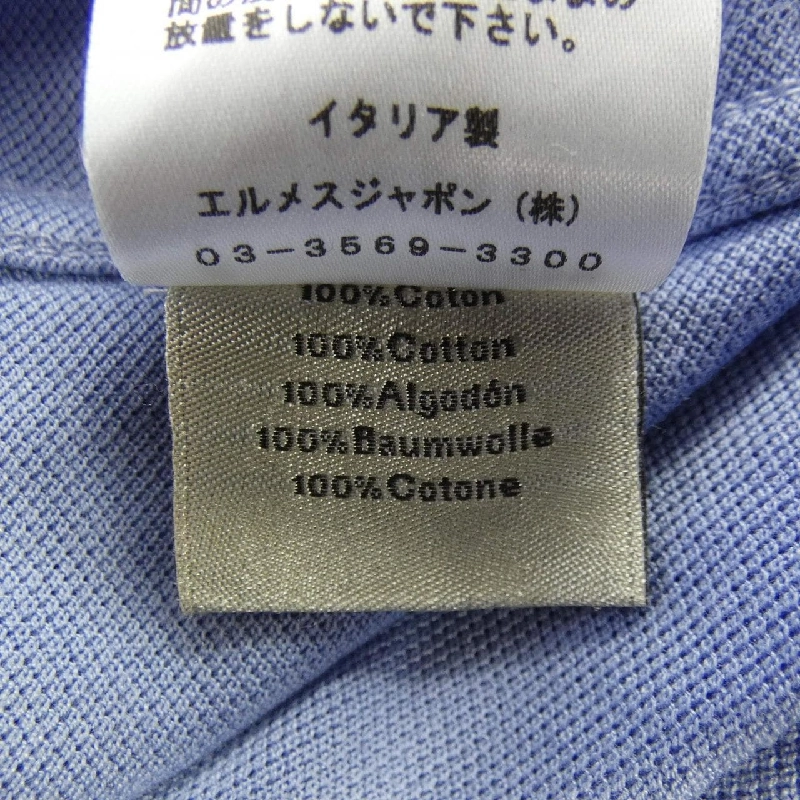 放置をしないで下さい。
イタリア製
エルメスジャポン (株)
03-3569-3300
100%Coton
100%Cotton
100%Algodón
100%Baumwolle
100%Cotone